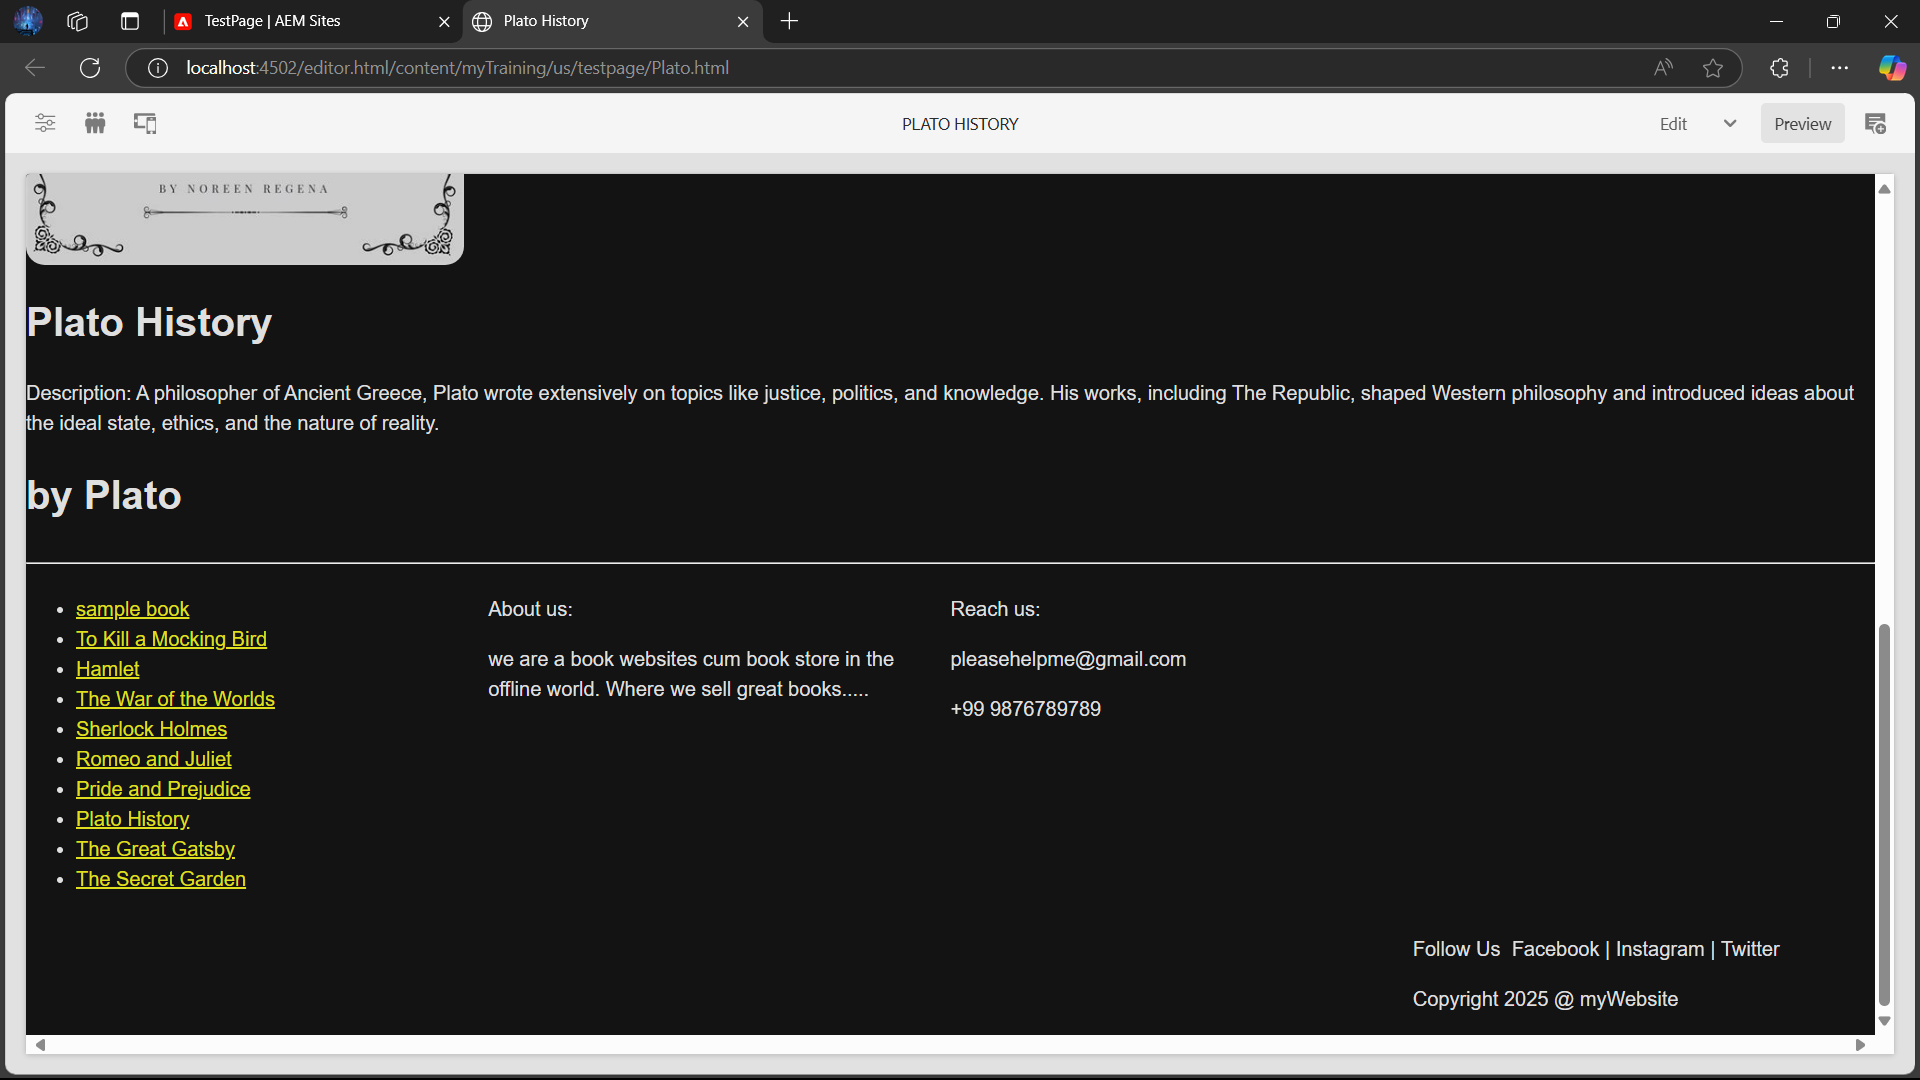 TestPage | AEM Sites
Plato History
localhost:4502/editor.html/content/myTraining/us/testpage/Plato.html
PLATO HISTORY
Edit
Preview
BY NOREEN REGENA
Plato History
Description: A philosopher of Ancient Greece, Plato wrote extensively on topics like justice, politics, and knowledge. His works, including The Republic, shaped Western philosophy and introduced ideas about
the ideal state, ethics, and the nature of reality.
by Plato
sample book
To Kill a Mocking Bird
Hamlet
The War of the Worlds
Sherlock Holmes
Romeo and Juliet
Pride and Prejudice
Plato History
The Great Gatsby
The Secret Garden
About us:
we are a book websites cum book store in the
offline world. Where we sell great books.....
Reach us:
pleasehelpme@gmail.com
+99 9876789789
Follow Us  Facebook | Instagram | Twitter
Copyright 2025 @ myWebsite